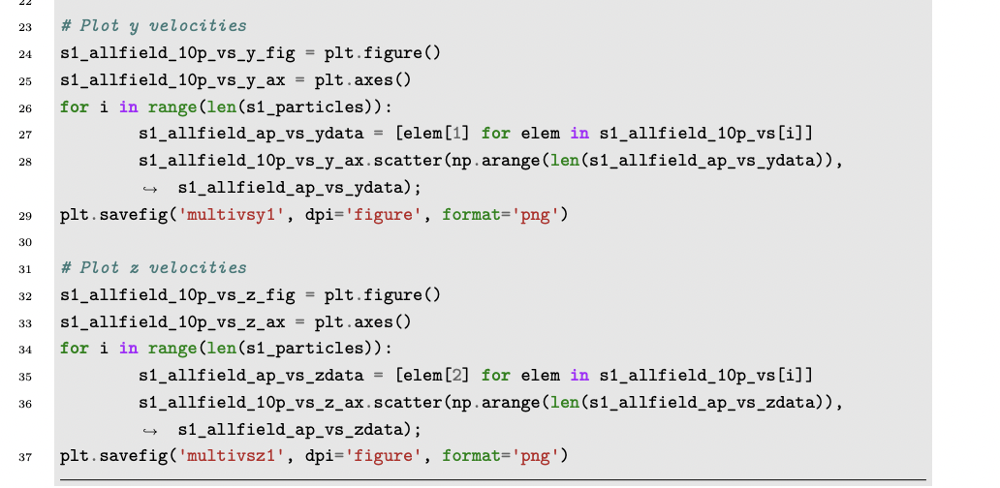 22
23 # Plot y velocities
24 s1_allfield_10p_vs_y_fig = plt.figure()
25 s1_allfield_10p_vs_y_ax = plt.axes()
26 for i in range(len(s1_particles)):
27 s1_allfield_ap_vs_ydata = [elem[1] for elem in s1_allfield_10p_vs[i]]
28 s1_allfield_10p_vs_y_ax.scatter(np.arange(len(s1_allfield_ap_vs_ydata)),
↪ s1_allfield_ap_vs_ydata);
29 plt.savefig('multivsy1', dpi='figure', format='png')
30
31 # Plot z velocities
32 s1_allfield_10p_vs_z_fig = plt.figure()
33 s1_allfield_10p_vs_z_ax = plt.axes()
34 for i in range(len(s1_particles)):
35 s1_allfield_ap_vs_zdata = [elem[2] for elem in s1_allfield_10p_vs[i]]
36 s1_allfield_10p_vs_z_ax.scatter(np.arange(len(s1_allfield_ap_vs_zdata)),
↪ s1_allfield_ap_vs_zdata);
37 plt.savefig('multivsz1', dpi='figure', format='png')